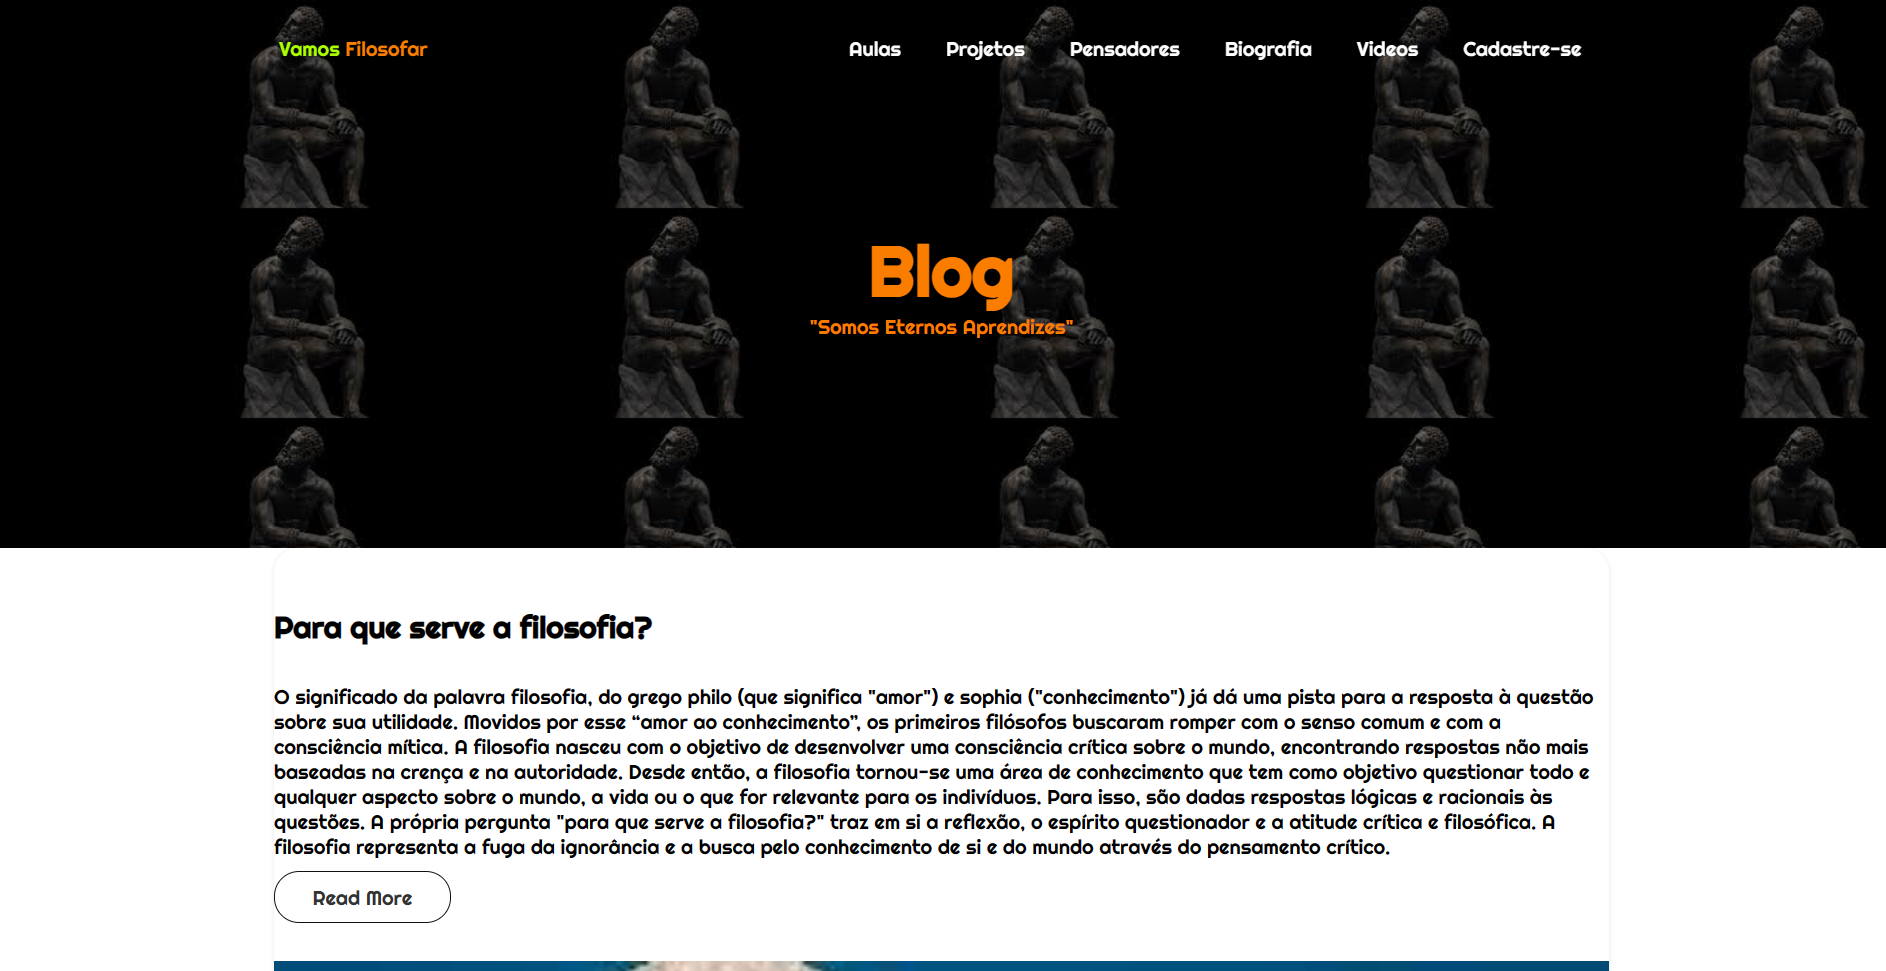 Vamos Filosofar
Aulas Projetos Pensadores Biografia Videos Cadastre-se
Blog
"Somos Eternos Aprendizes"
Para que serve a filosofia?
O significado da palavra filosofia, do grego philo (que significa "amor") e sophia ("conhecimento") já dá uma pista para a resposta à questão
sobre sua utilidade. Movidos por esse “amor ao conhecimento”, os primeiros filósofos buscaram romper com o senso comum e com a
consciência mítica. A filosofia nasceu com o objetivo de desenvolver uma consciência crítica sobre o mundo, encontrando respostas não mais
baseadas na crença e na autoridade. Desde então, a filosofia tornou-se uma área de conhecimento que tem como objetivo questionar todo e
qualquer aspecto sobre o mundo, a vida ou o que for relevante para os indivíduos. Para isso, são dadas respostas lógicas e racionais às
questões. A própria pergunta "para que serve a filosofia?" traz em si a reflexão, o espírito questionador e a atitude crítica e filosófica. A
filosofia representa a fuga da ignorância e a busca pelo conhecimento de si e do mundo através do pensamento crítico.
Read More